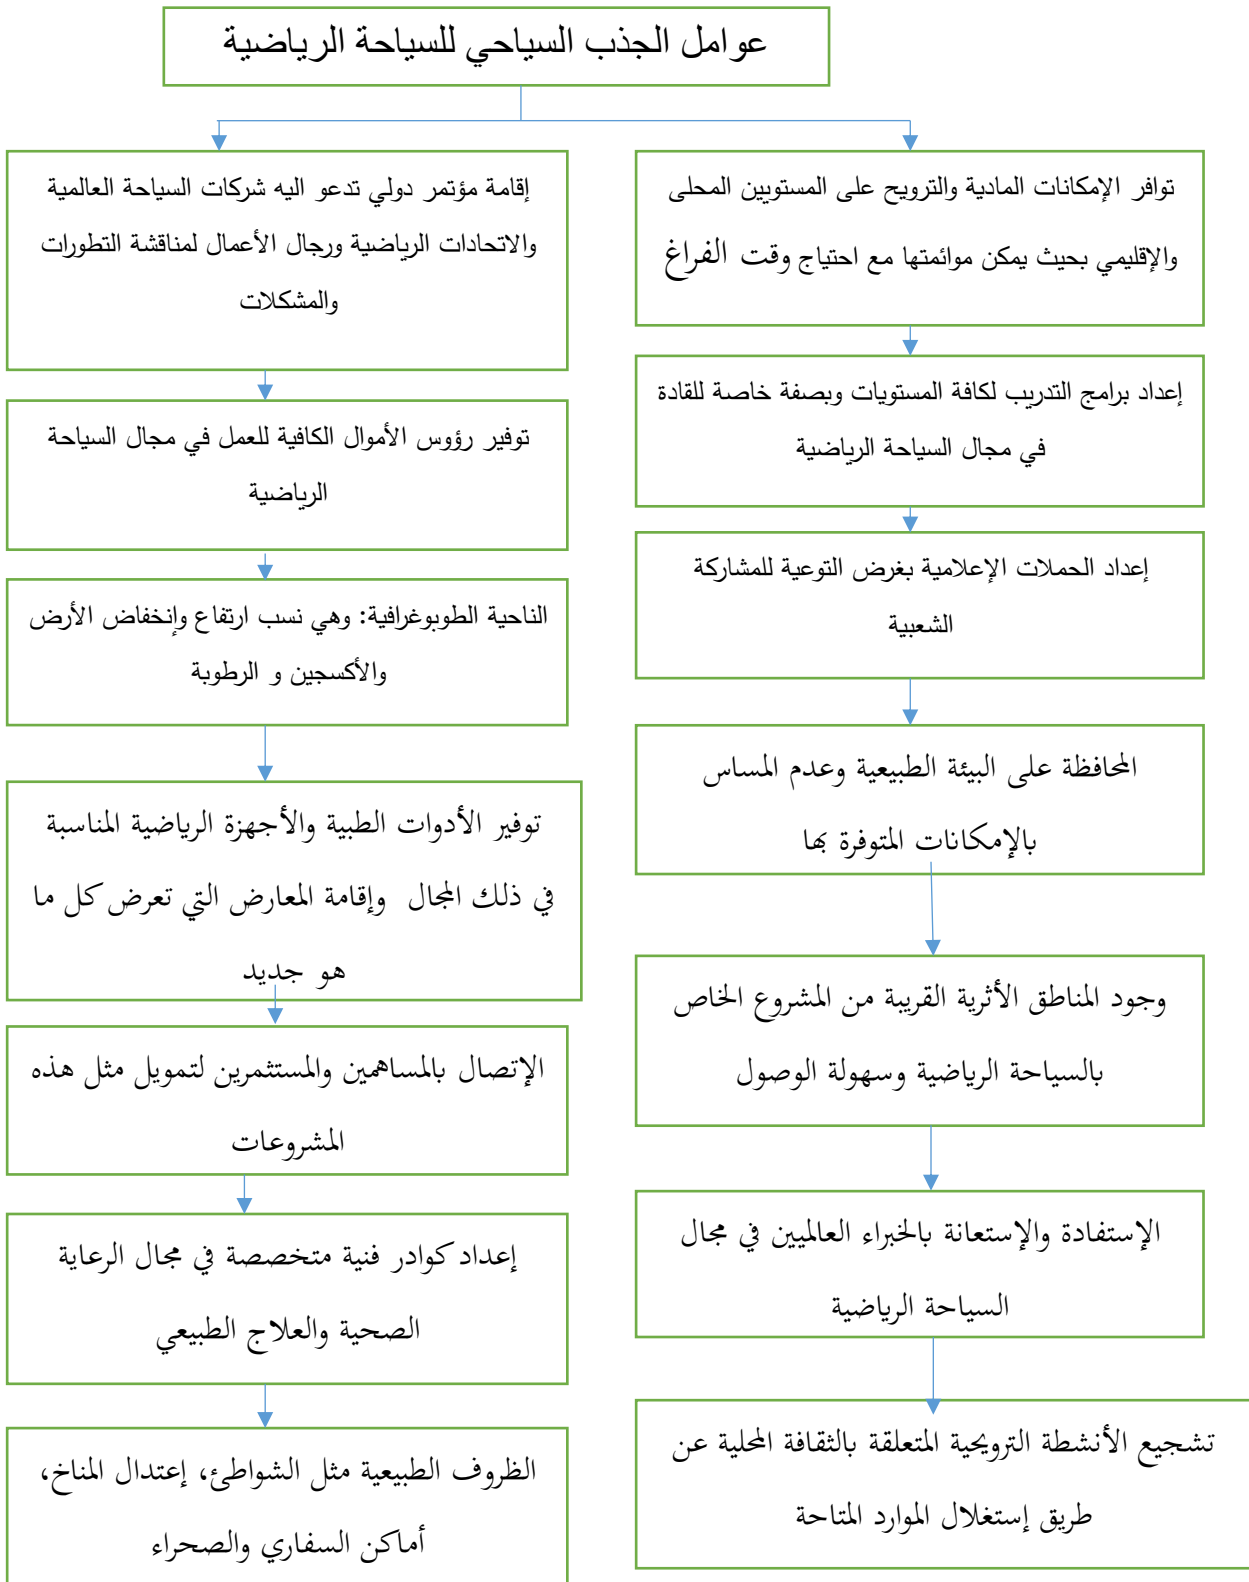 عوامل الجذب السياحي للسياحة الرياضية
توافر الإمكانات المادية والترويح على المستويين المحلى
والإقليمي بحيث يمكن موائمتها مع احتياج وقت الفراغ
إعداد برامج التدريب لكافة المستويات وبصفة خاصة للقادة
في مجال السياحة الرياضية
إعداد الحملات الإعلامية بغرض التوعية للمشاركة
الشعبية
المحافظة على البيئة الطبيعية وعدم المساس
بالإمكانات المتوفرة بها
وجود المناطق الأثرية القريبة من المشروع الخاص
بالسياحة الرياضية وسهولة الوصول
الإستفادة والإستعانة بالخبراء العالميين في مجال
السياحة الرياضية
تشجيع الأنشطة الترويحية المتعلقة بالثقافة المحلية عن
طريق إستغلال الموارد المتاحة
إقامة مؤتمر دولي تدعو اليه شركات السياحة العالمية
والاتحادات الرياضية ورجال الأعمال لمناقشة التطورات
والمشكلات
توفير رؤوس الأموال الكافية للعمل في مجال السياحة
الرياضية
الناحية الطوبوغرافية: وهي نسب ارتفاع وإنخفاض الأرض
والأكسجين و الرطوبة
توفير الأدوات الطبية والأجهزة الرياضية المناسبة
في ذلك المجال وإقامة المعارض التي تعرض كل ما
هو جديد
الإتصال بالمساهمين والمستثمرين لتمويل مثل هذه
المشروعات
إعداد كوادر فنية متخصصة في مجال الرعاية
الصحية والعلاج الطبيعي
الظروف الطبيعية مثل الشواطئ، إعتدال المناخ،
أماكن السفاري والصحراء